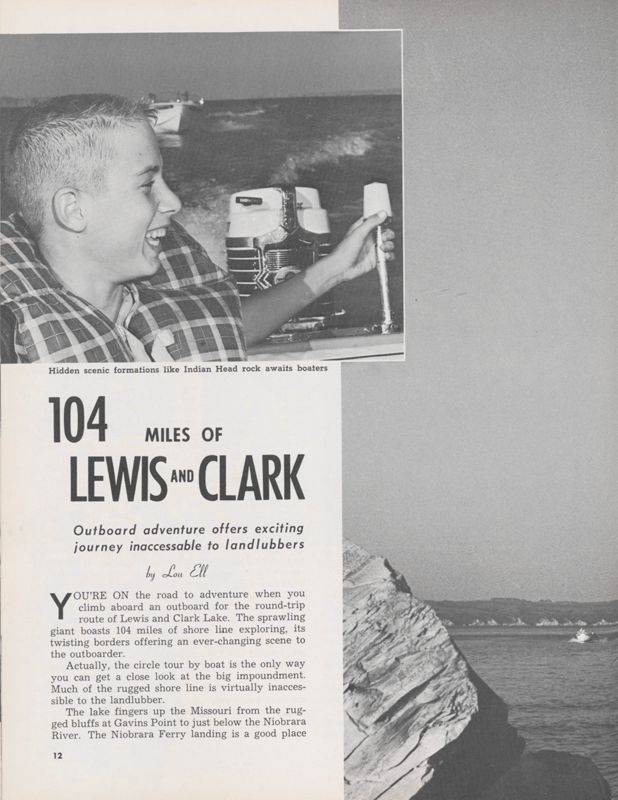 Hidden scenic formations like Indian Head rock awaits boaters
104 MILES OF
LEWIS AND CLARK
Outboard adventure offers exciting
journey inaccessable to landlubbers
by Lou Ell
YOU'RE ON the road to adventure when you
climb aboard an outboard for the round-trip
route of Lewis and Clark Lake. The sprawling
giant boasts 104 miles of shore line exploring, its
twisting borders offering an ever-changing scene to
the outboarder.
Actually, the circle tour by boat is the only way
you can get a close look at the big impoundment.
Much of the rugged shore line is virtually inacces-
sible to the landlubber.
The lake fingers up the Missouri from the rug-
ged bluffs at Gavins Point to just below the Niobrara
River. The Niobrara Ferry landing is a good place
12